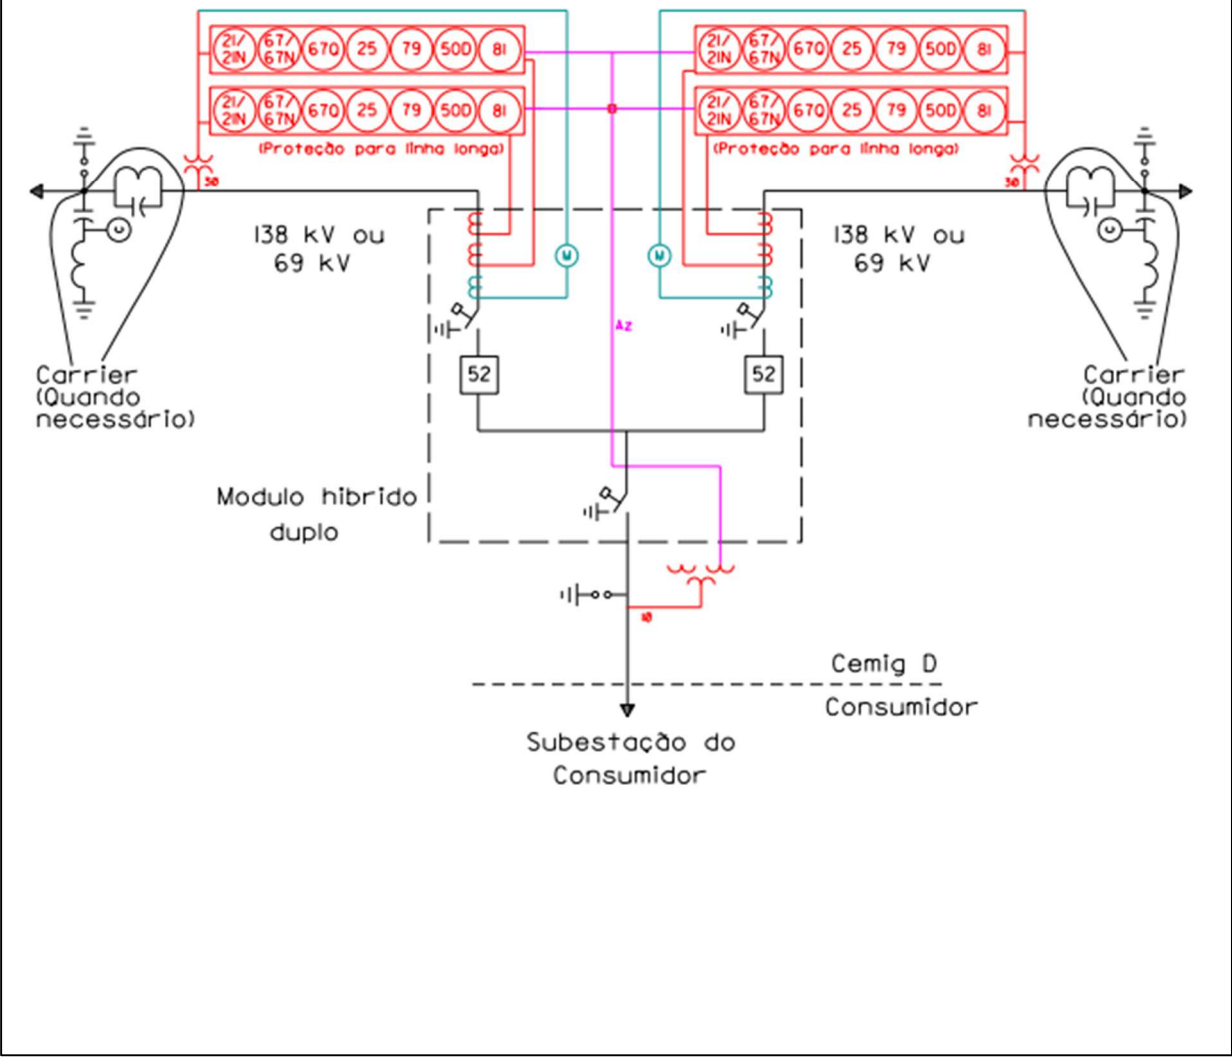 21/ 21N 67/ 67N 67Q 25 79 50D 81
21/ 21N 67/ 67N 67Q 25 79 50D 81
21/ 21N 67/ 67N 67Q 25 79 50D 81
21/ 21N 67/ 67N 67Q 25 79 50D 81
(Proteção para linha longa)
(Proteção para linha longa)
3Ø
3Ø
138 kV ou
69 kV
138 kV ou
69 kV
M
M
Az
52
52
Carrier
(Quando
necessário)
Carrier
(Quando
necessário)
Modulo hibrido
duplo
1Ø
Cemig D
Consumidor
Subestação do
Consumidor